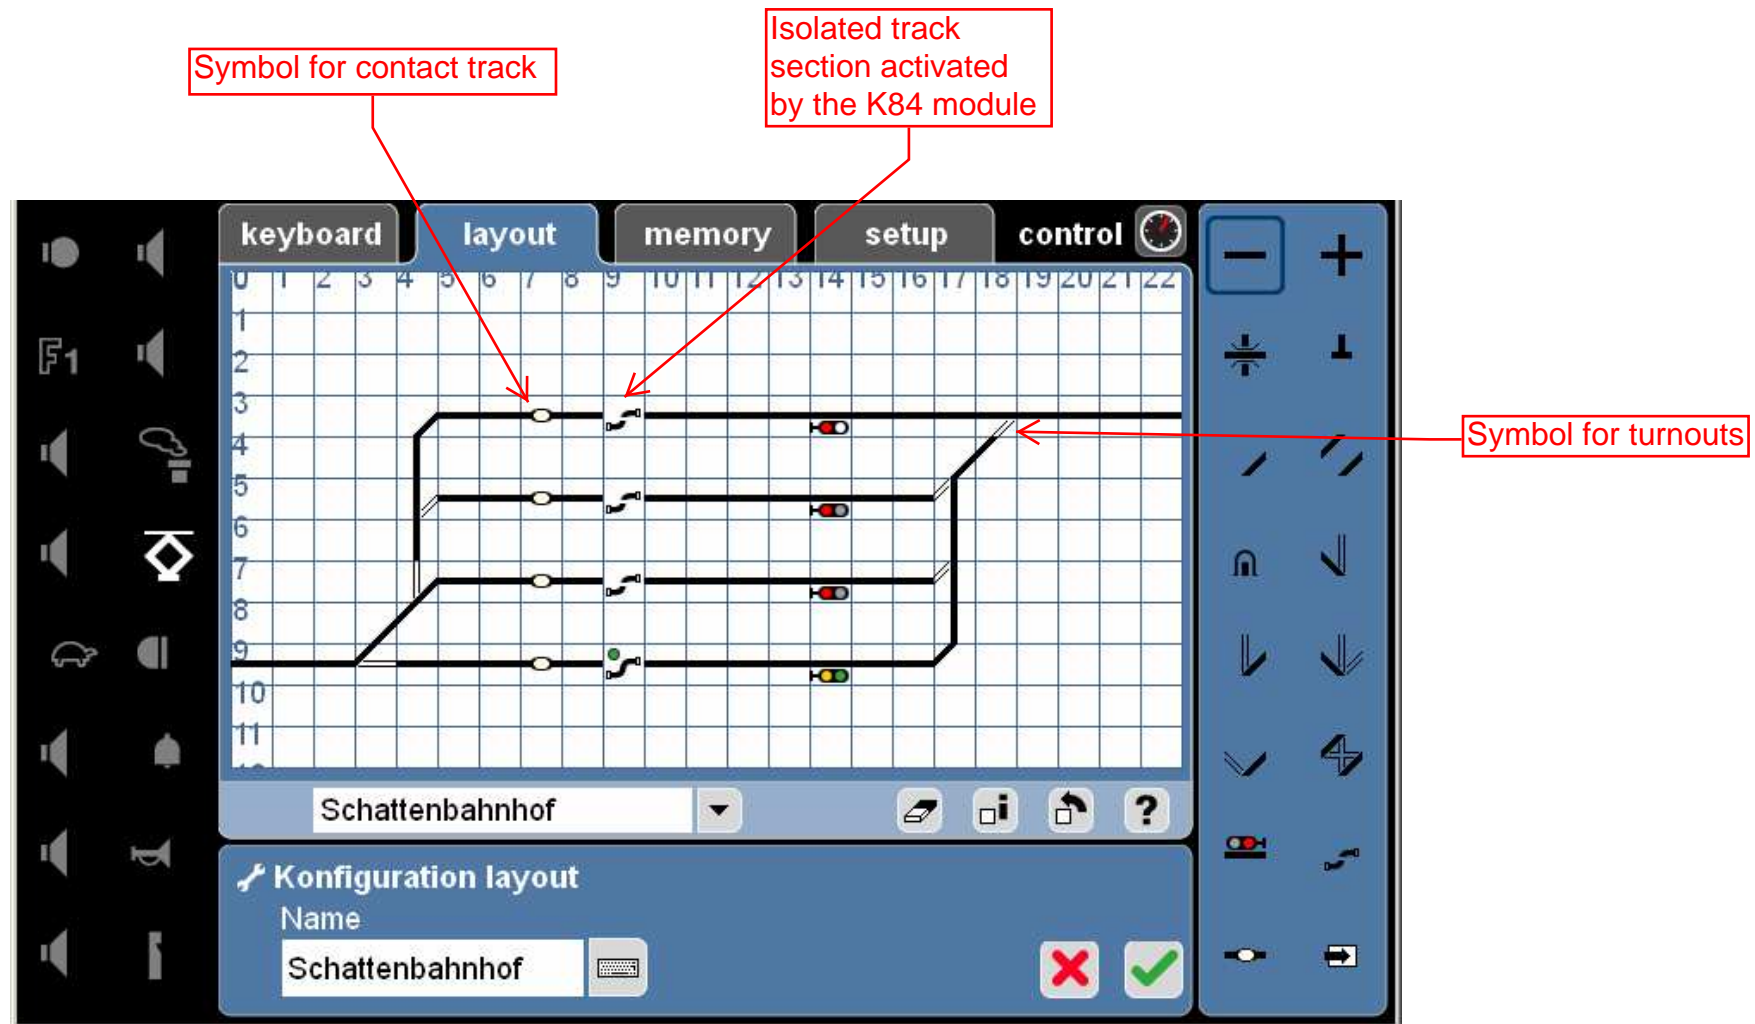 Isolated track
section activated
by the K84 module
Symbol for contact track
keyboard layout memory setup control
0 1 2 3 4 5 6 7 8 9 10 11 12 13 14 15 16 17 18 19 20 21 22
1
F1
2
3
4
Symbol for turnouts
5
6
7
8
9
10
11
Schattenbahnhof
i ?
Konfiguration layout
Name
Schattenbahnhof